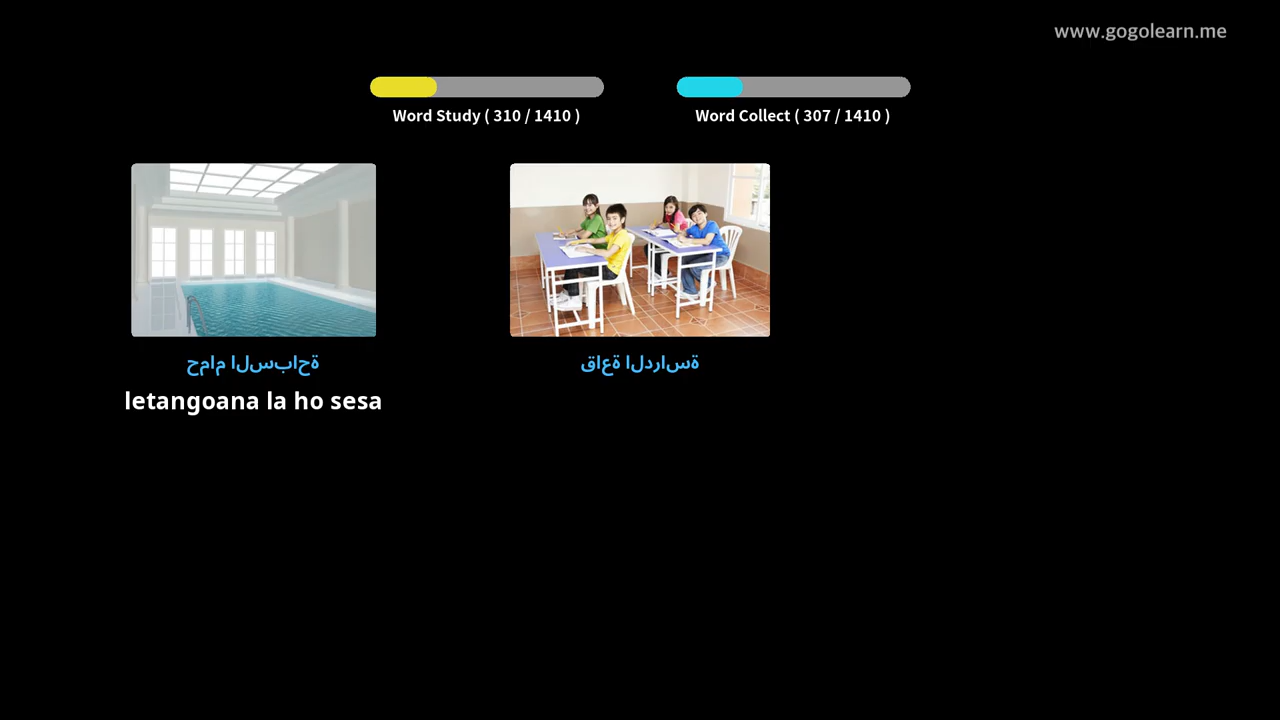 www.gogolearn.me
Word Study ( 310 / 1410 )
Word Collect ( 307 / 1410 )
حمام السباحة
قاعة الدراسة
letangoana la ho sesa